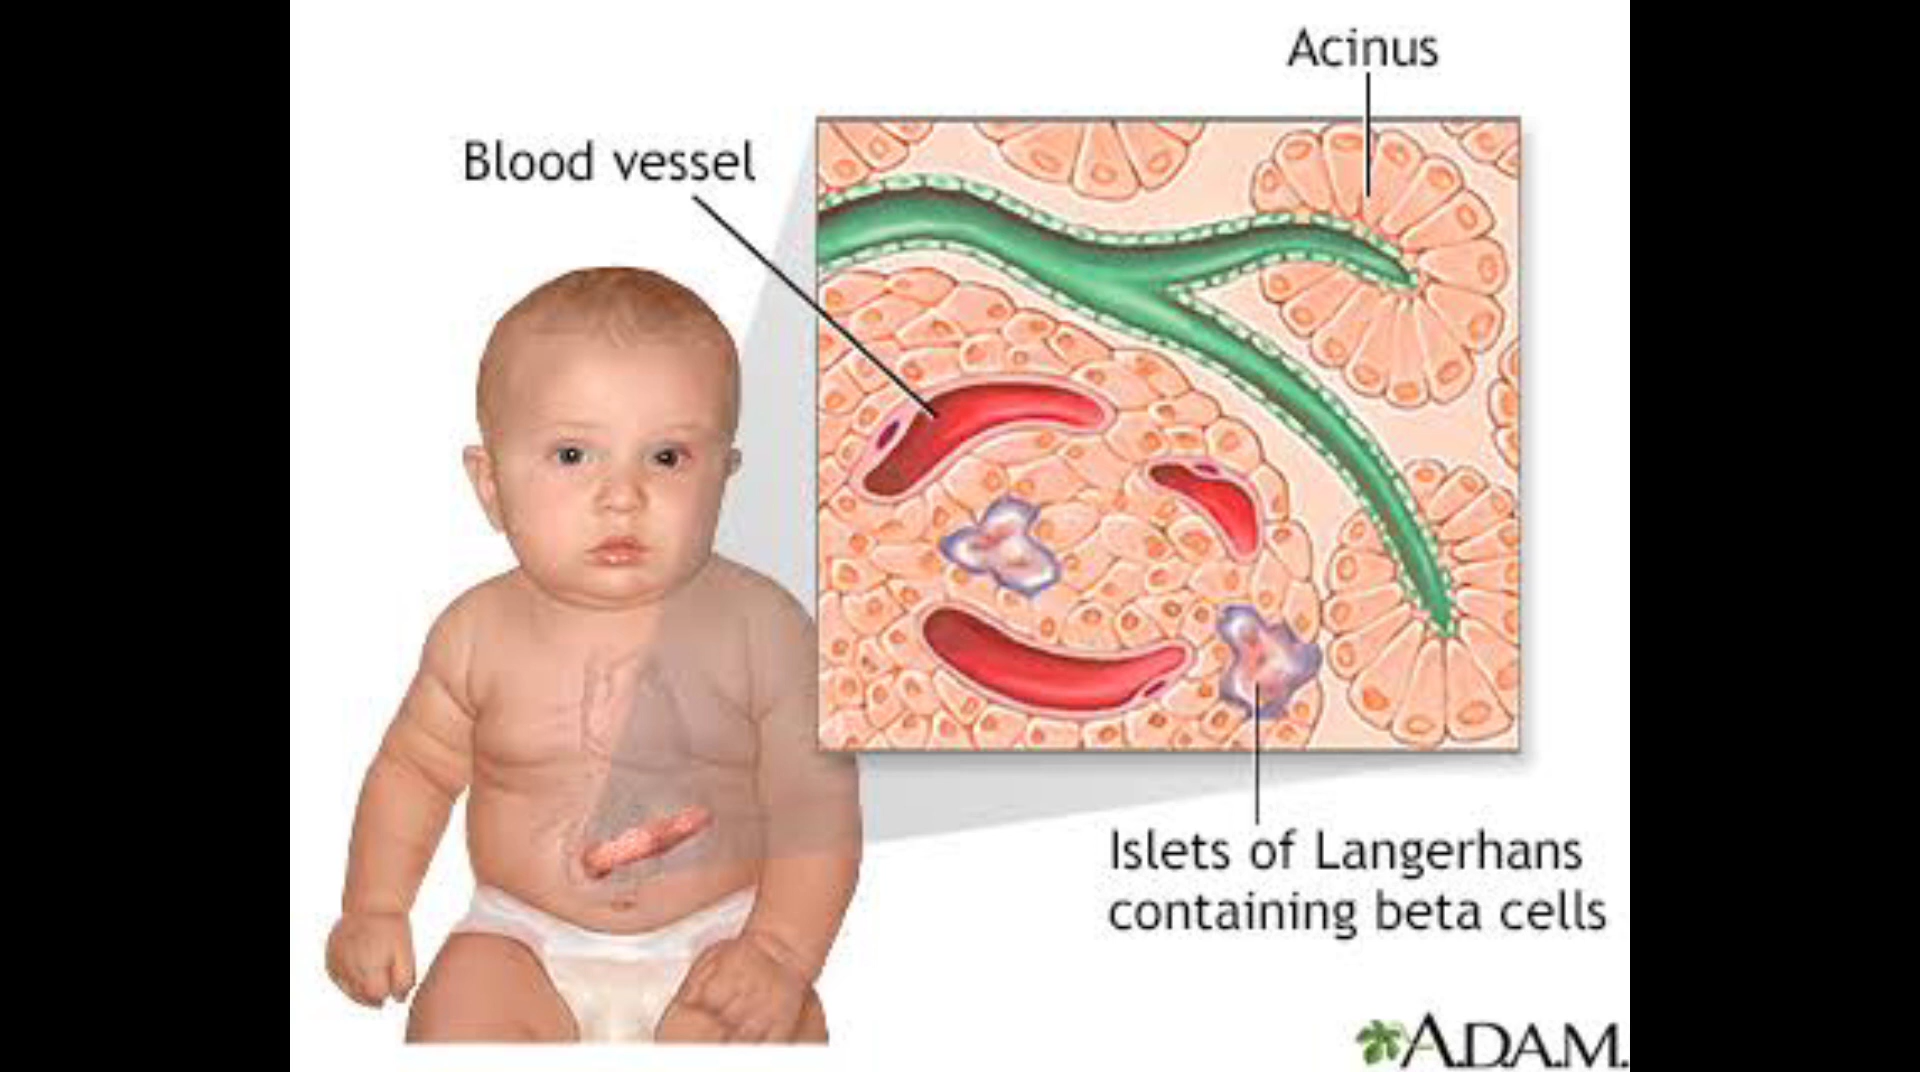 Acinus
Blood vessel
Islets of Langerhans
containing beta cells
A.D.A.M.